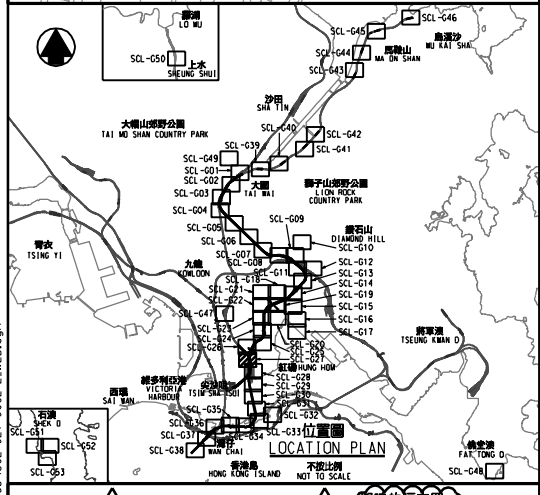 羅湖
LO WU
SCL-G50
上水
SHEUNG SHUI
SCL-G46
SCL-G45
烏溪沙
WU KAI SHA
SCL-G44
馬鞍山
MA ON SHAN
SCL-G43
沙田
SHA TIN
大帽山郊野公園
TAI MO SHAN COUNTRY PARK
SCL-G40
SCL-G42
SCL-G39
SCL-G41
SCL-G49
SCL-G01
SCL-G02
大圍
TAI WAI
獅子山郊野公園
LION ROCK
COUNTRY PARK
SCL-G03
SCL-G04
SCL-G05
SCL-G09
鑽石山
DIAMOND HILL
SCL-G06
SCL-G10
青衣
TSING YI
SCL-G07
SCL-G08
SCL-G12
九龍
KOWLOON
SCL-G11
SCL-G13
SCL-G18
SCL-G14
SCL-G21
SCL-G19
SCL-G22
SCL-G15
SCL-G47
SCL-G16
SCL-G23
SCL-G17
SCL-G24
將軍澳
TSEUNG KWAN O
SCL-G20
SCL-G26
SCL-G27
紅磡
HUNG HOM
SCL-G28
維多利亞港
VICTORIA
HARBOUR
尖沙咀
TSIM SHA TSUI
SCL-G29
SCL-G30
西環
SAI WAN
SCL-G35
SCL-G32
石澳
SHEK O
SCL-G51
SCL-G52
SCL-G53
SCL-G36
SCL-G33
SCL-G34
SCL-G37
灣仔
WAN CHAI
SCL-G38
位置圖
LOCATION PLAN
佛堂澳
FAT TONG O
SCL-G48
香港島
HONG KONG ISLAND
不按比例
NOT TO SCALE